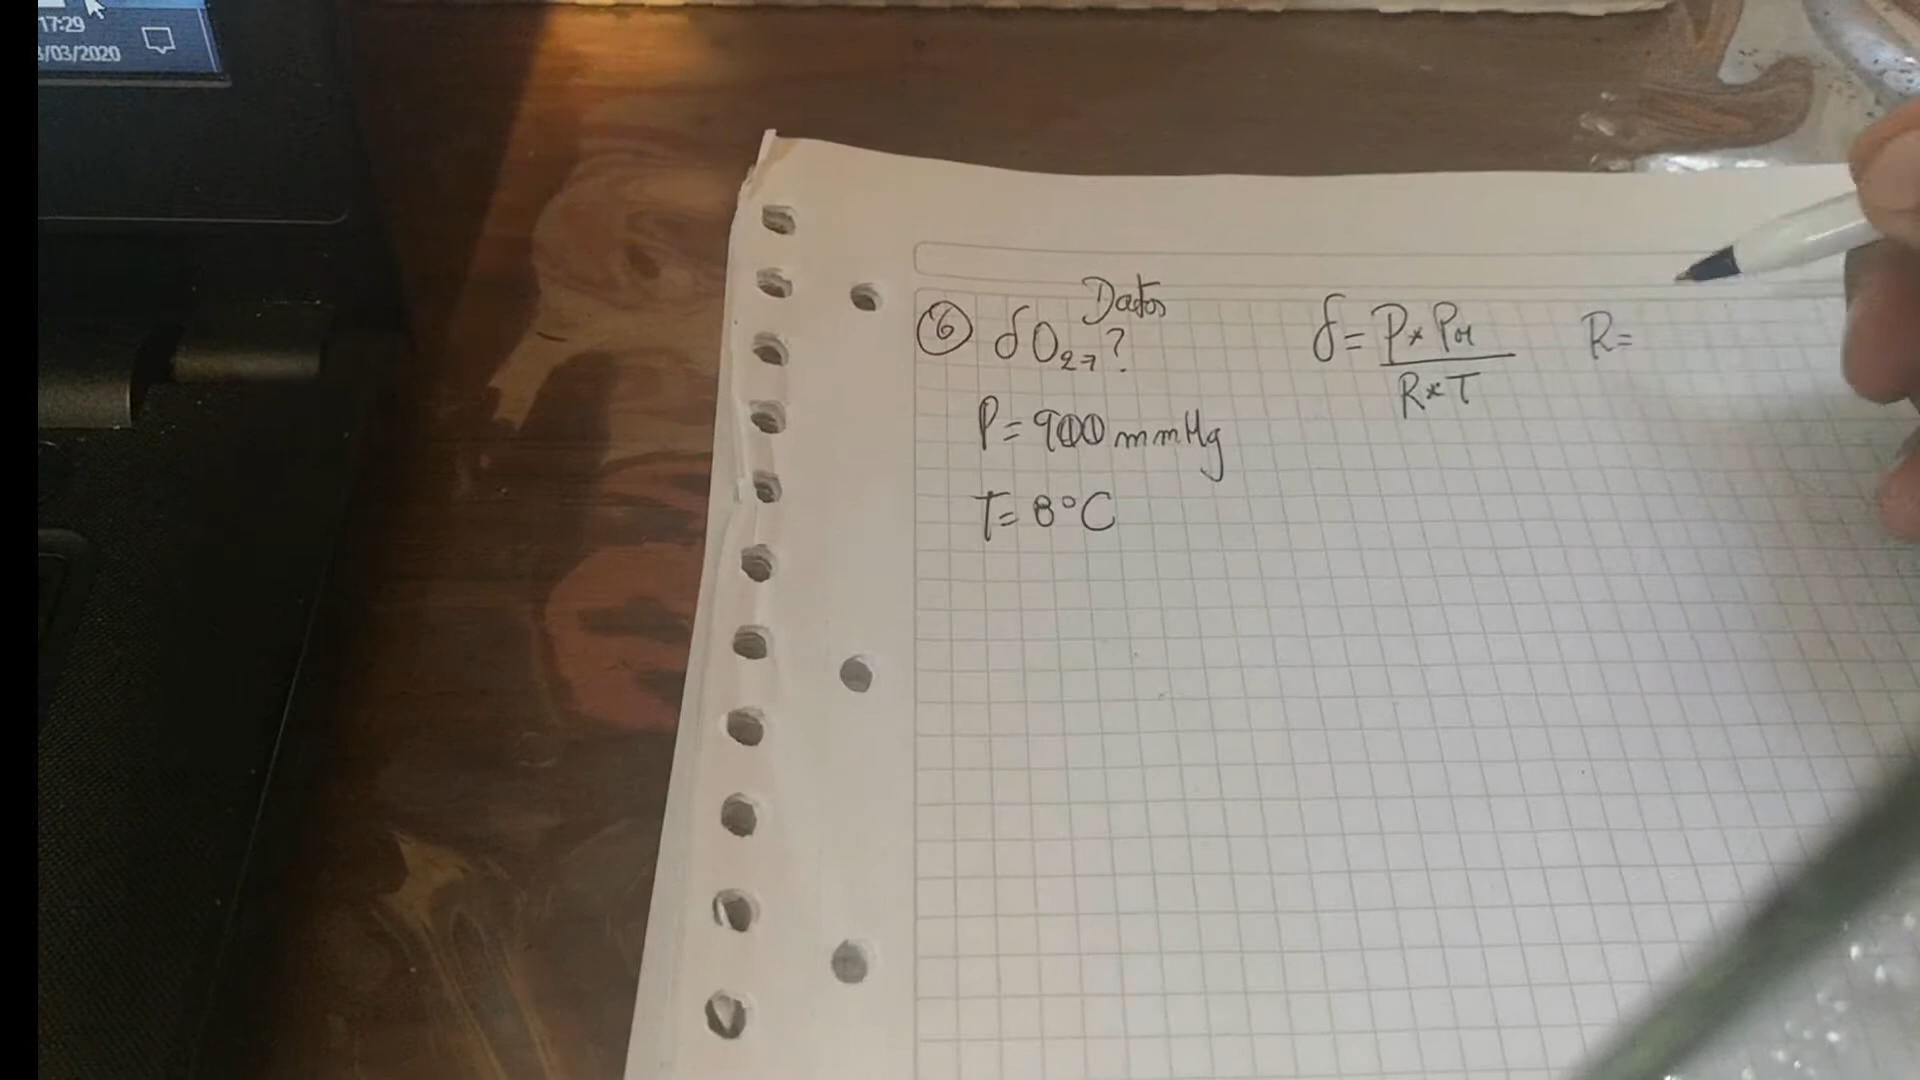 17:29
/03/2020
Datos
⑥ δO₂→?
P= 900 mmHg
T= 8°C
δ= P* PM
R*T
R=